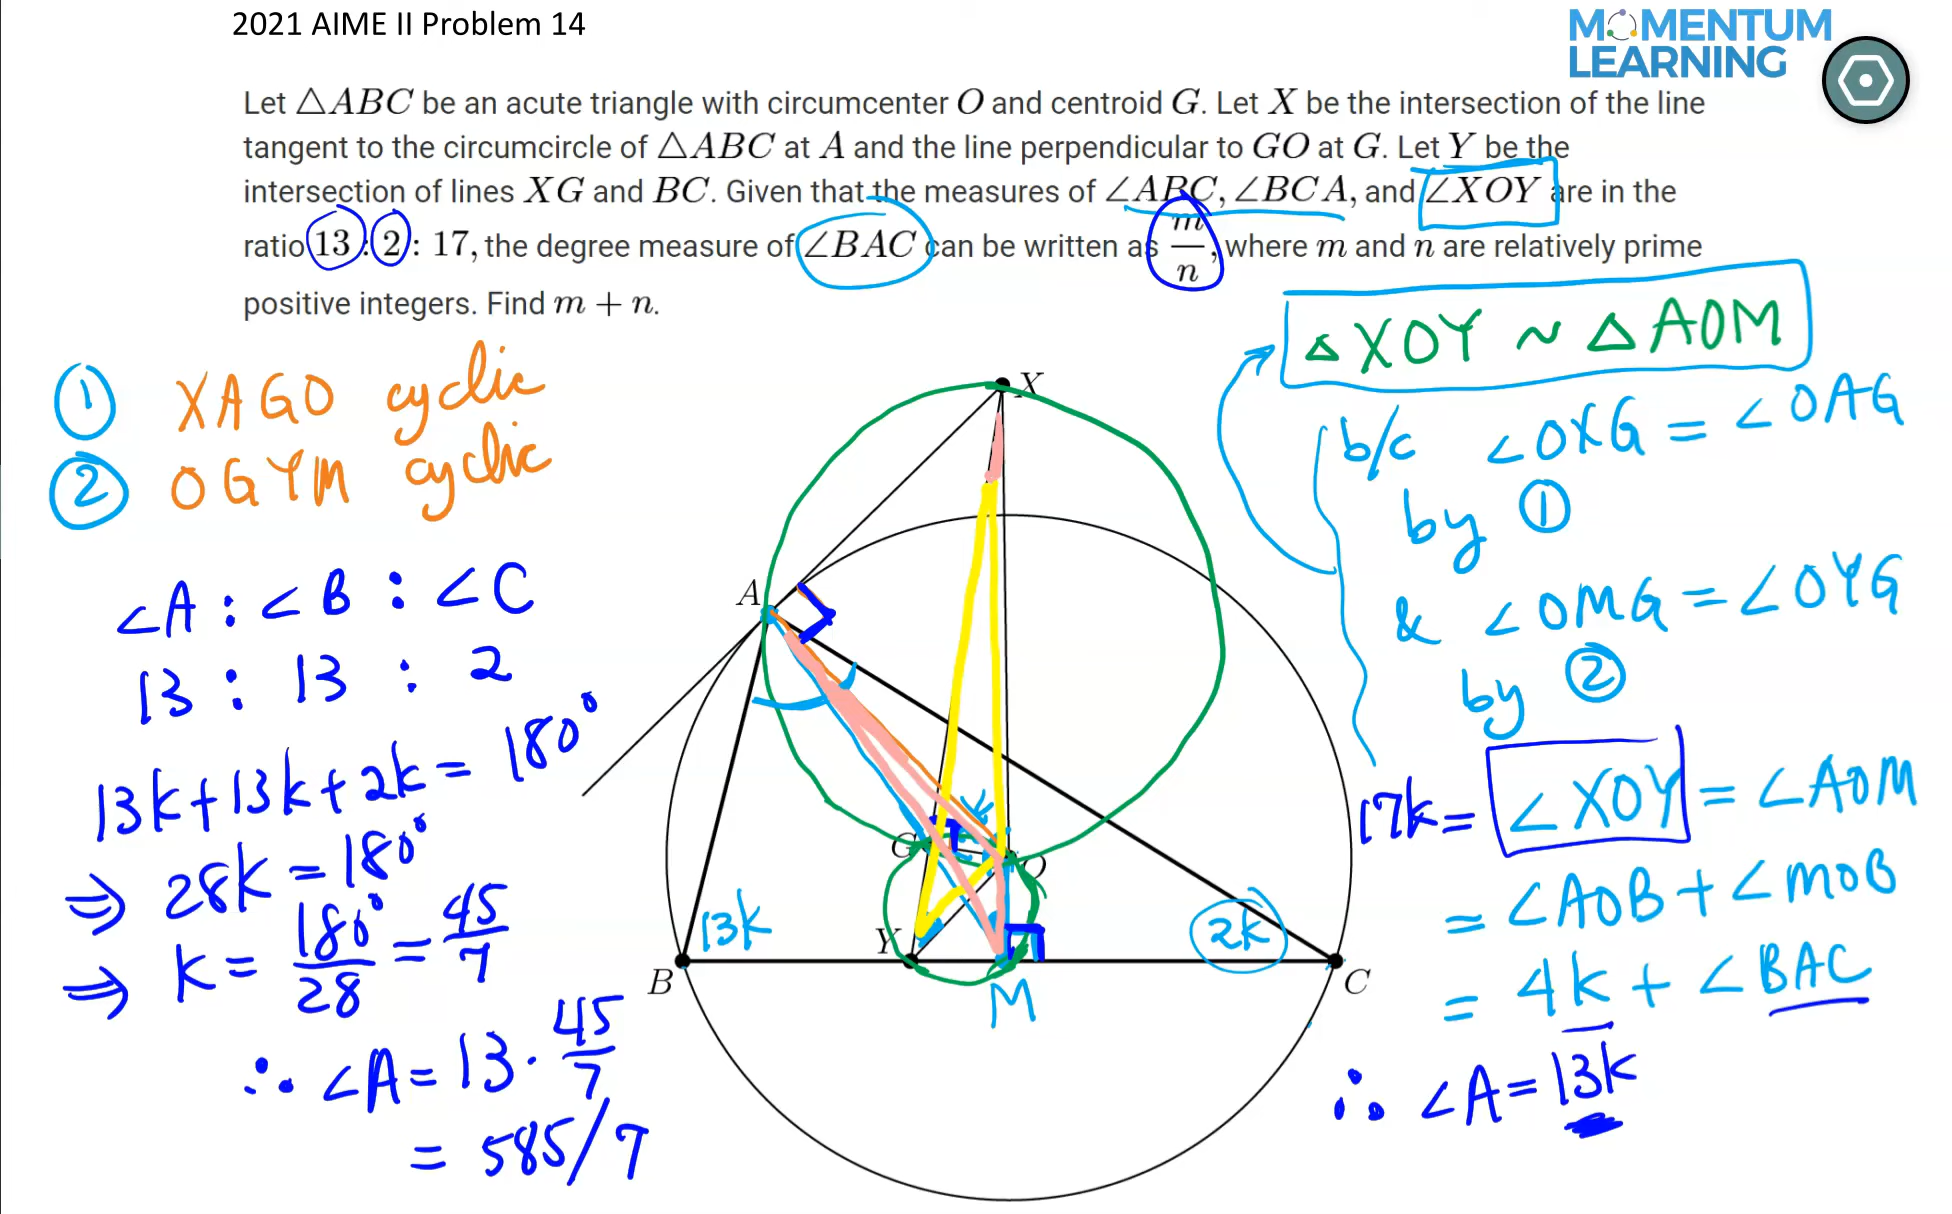 2021 AIME II Problem 14
MOMENTUM
LEARNING
Let △ABC be an acute triangle with circumcenter O and centroid G. Let X be the intersection of the line
tangent to the circumcircle of △ABC at A and the line perpendicular to GO at G. Let Y be the
intersection of lines XG and BC. Given that the measures of ∠ABC, ∠BCA, and ∠XOY are in the
ratio 13 : 2 : 17, the degree measure of ∠BAC can be written as m/n, where m and n are relatively prime
positive integers. Find m + n.
① XAGO cyclic
② OGYM cyclic
∠A : ∠B : ∠C
13 : 13 : 2
13k+13k+2k = 180°
⇒ 28k = 180°
⇒ k = 180°/28 = 45/7
∴ ∠A = 13 · 45/7
= 585/7
X
A
G
O
13k
2k
Y
B
M
C
△XOY ~ △AOM
b/c ∠OXG = ∠OAG
by ①
& ∠OMG = ∠OYG
by ②
17k = ∠XOY = ∠AOM
= ∠AOB + ∠MOB
= 4k + ∠BAC
∴ ∠A = 13k